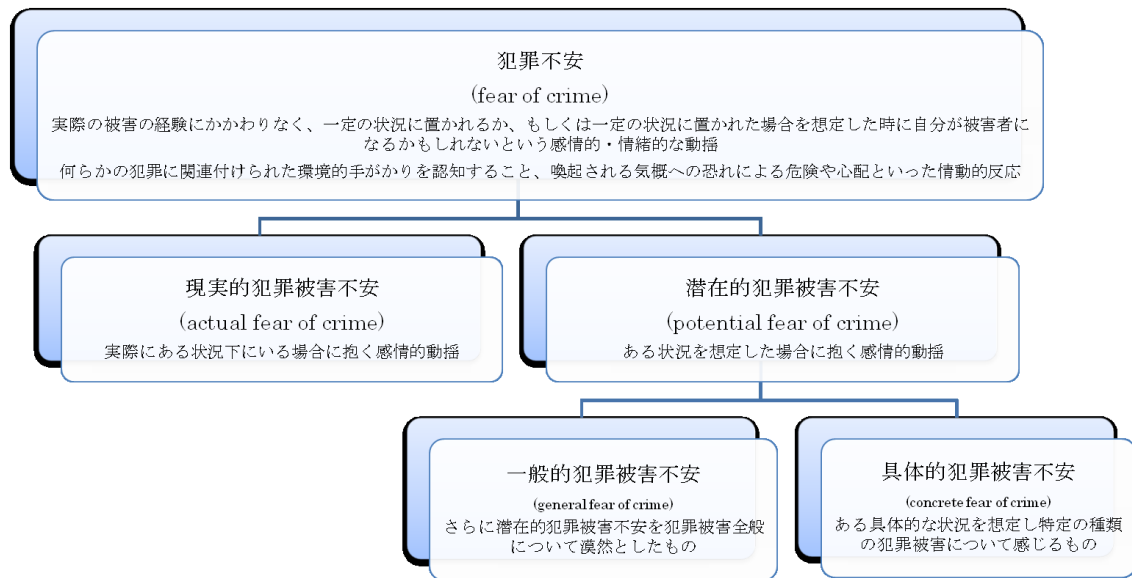 犯罪不安
(fear of crime)
実際の被害の経験にかかわりなく、一定の状況に置かれるか、もしくは一定の状況に置かれた場合を想定した時に自分が被害者に
なるかもしれないという感情的・情緒的な動揺
何らかの犯罪に関連付けられた環境的手がかりを認知すること、喚起される気概への恐れによる危険や心配といった情動的反応
現実的犯罪被害不安
(actual fear of crime)
実際にある状況下にいる場合に抱く感情的動揺
潜在的犯罪被害不安
(potential fear of crime)
ある状況を想定した場合に抱く感情的動揺
一般的犯罪被害不安
(general fear of crime)
さらに潜在的犯罪被害不安を犯罪被害全般
について漠然としたもの
具体的犯罪被害不安
(concrete fear of crime)
ある具体的な状況を想定し特定の種類
の犯罪被害について感じるもの